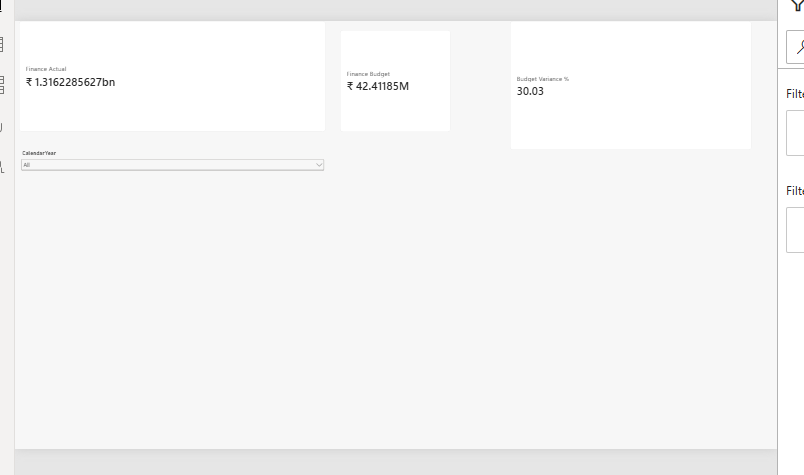 Finance Actual
₹ 1.3162285627bn
Finance Budget
₹ 42.41185M
Budget Variance %
30.03
CalendarYear
All